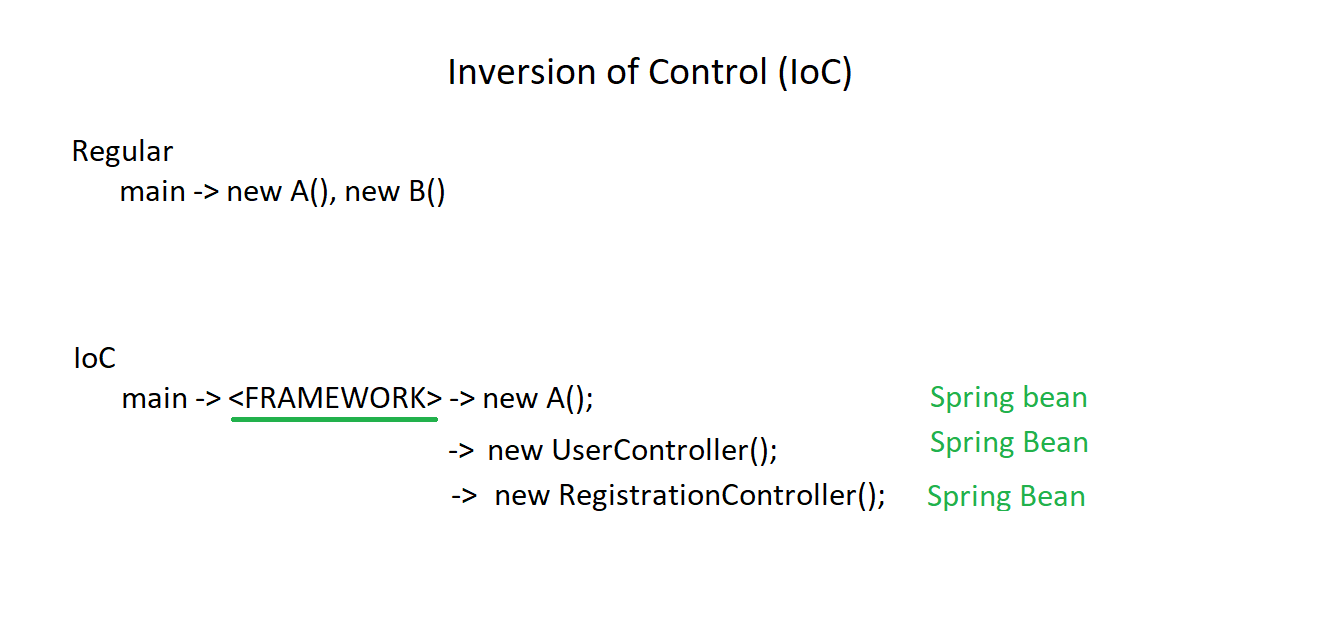 Inversion of Control (IoC)
Regular
main -> new A(), new B()
IoC
main -> <FRAMEWORK> -> new A(); Spring bean
-> new UserController(); Spring Bean
-> new RegistrationController(); Spring Bean